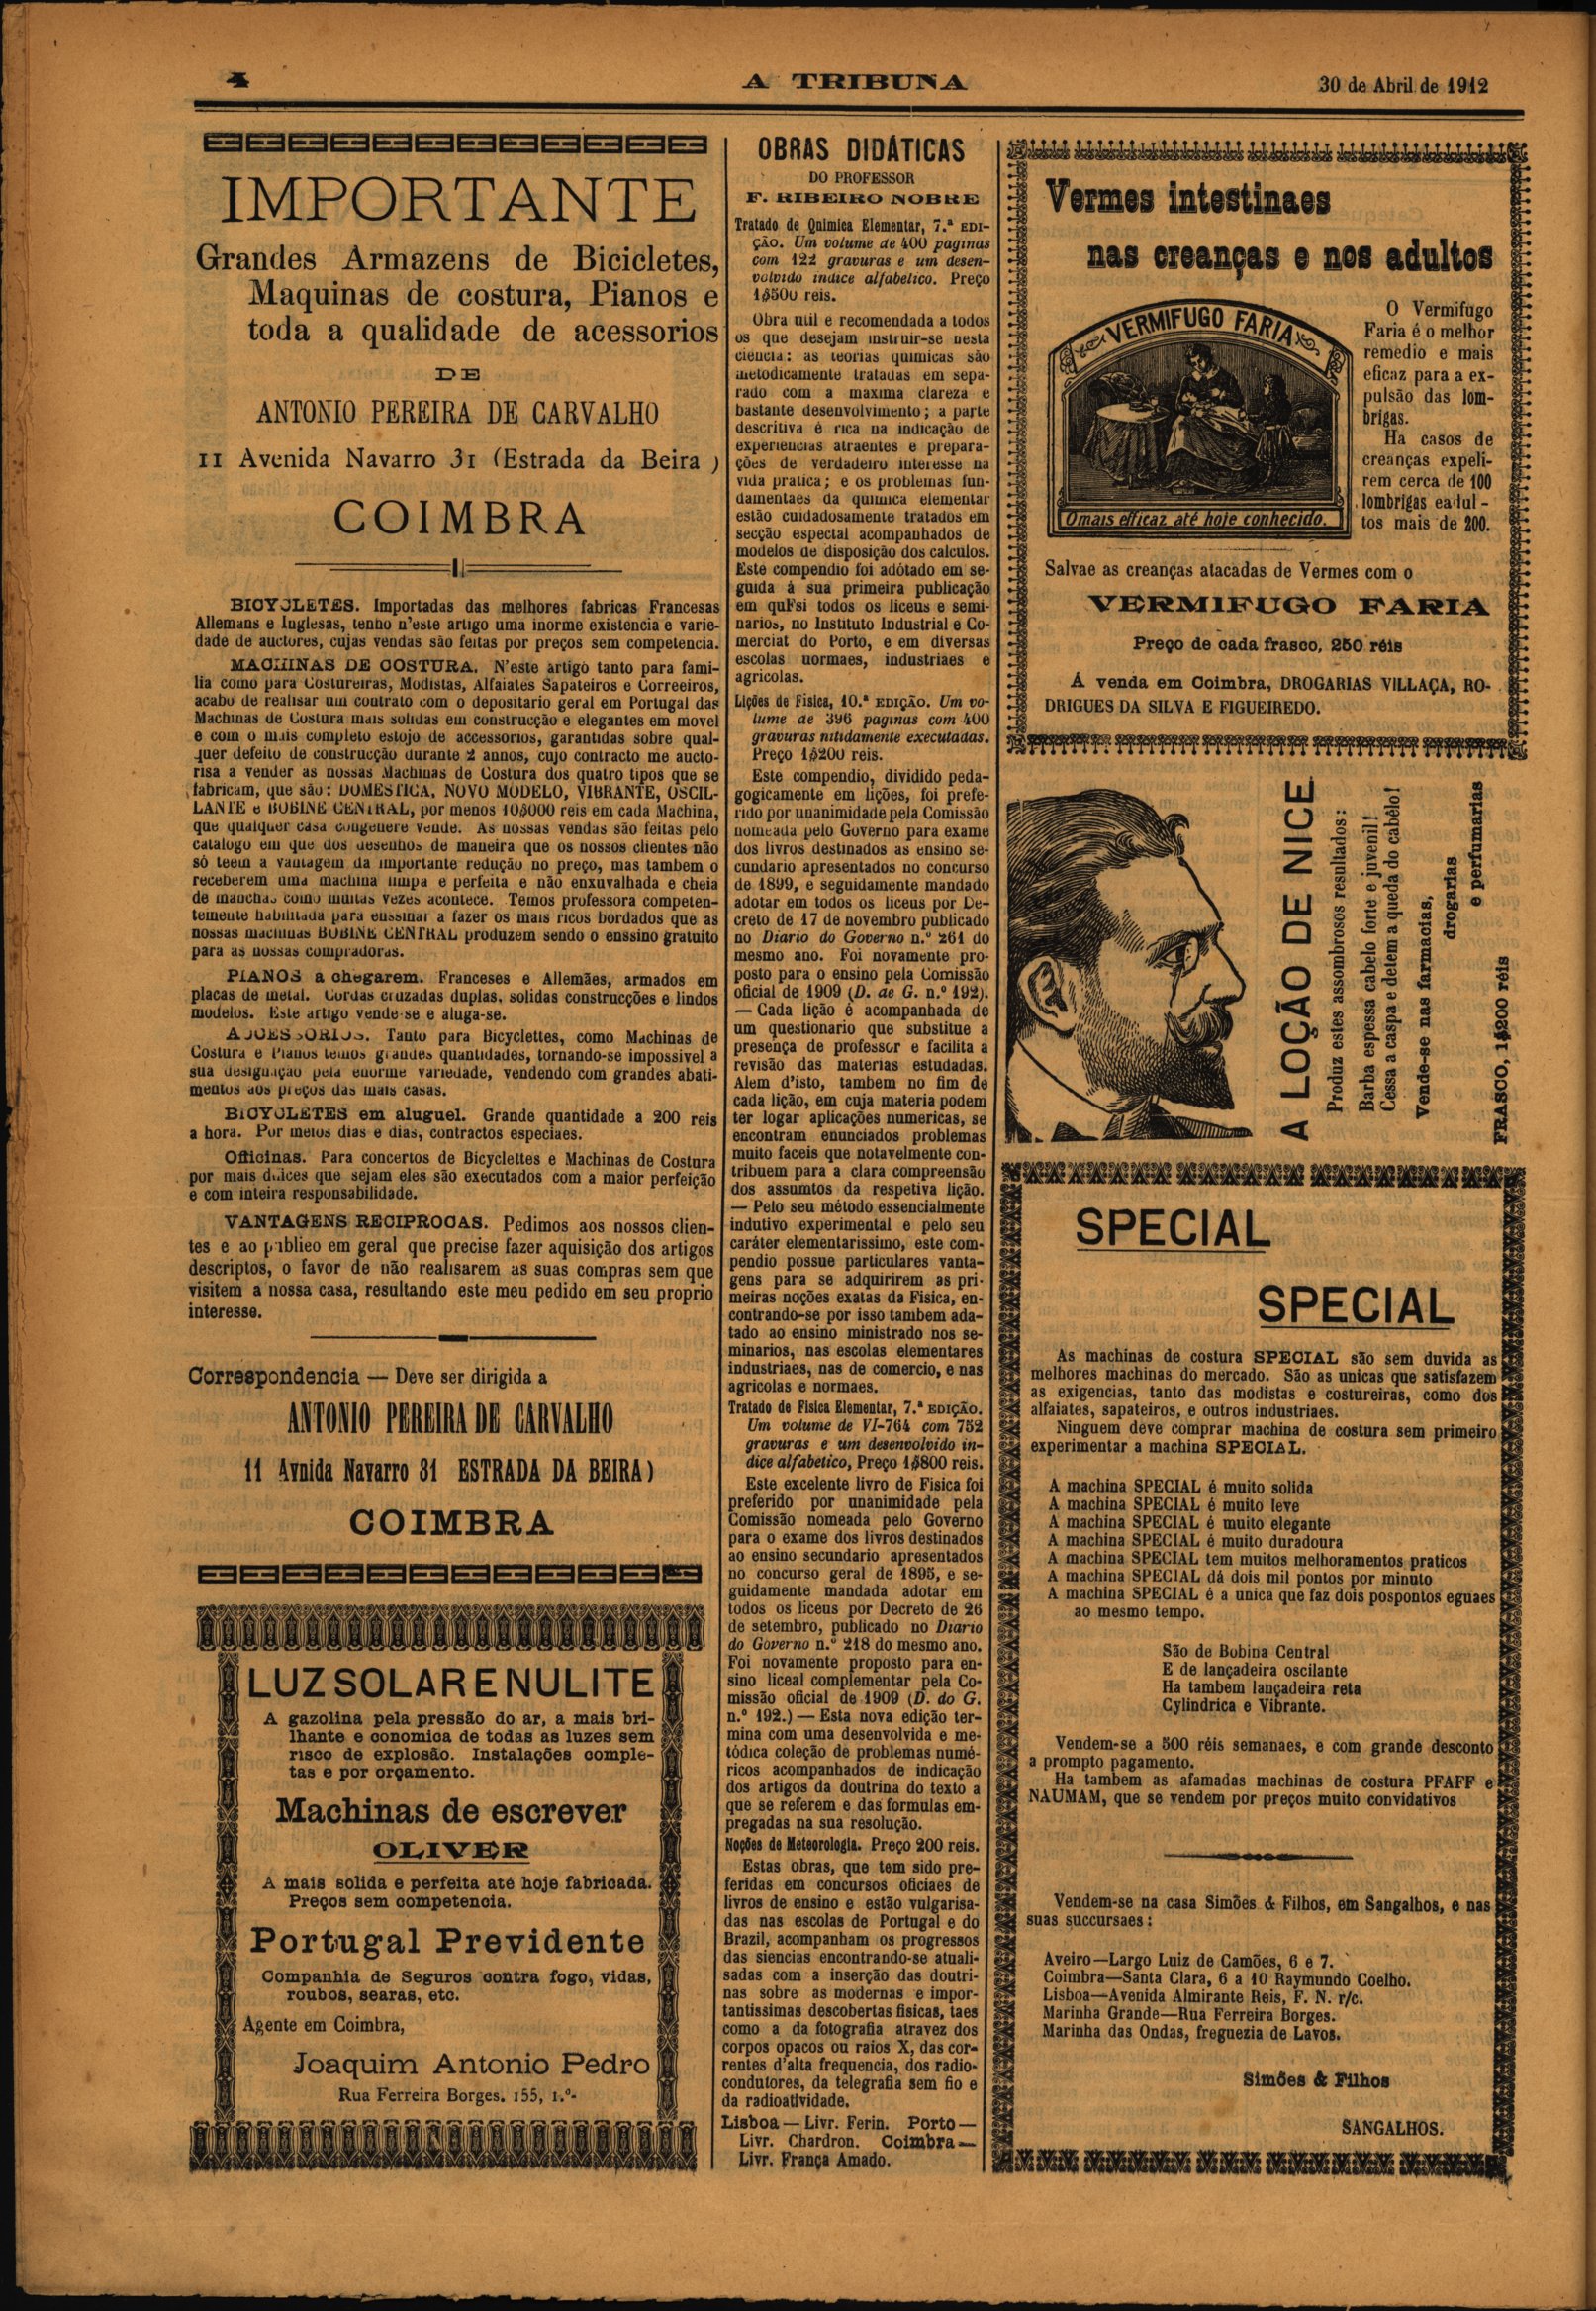 4
A TRIBUNA
30 de Abril de 1912
IMPORTANTE
Grandes Armazens de Bicicletes,
Maquinas de costura, Pianos e
toda a qualidade de acessorios
DE
ANTONIO PEREIRA DE CARVALHO
11 Avenida Navarro 31 (Estrada da Beira )
COIMBRA
BICYCLETES. Importadas das melhores fabricas Francesas
Allemans e Inglesas, tenho n'este artigo uma inorme existencia e varie-
dade de auctores, cujas vendas são feitas por preços sem competencia.
MACHINAS DE COSTURA. N'este artigo tanto para fami-
lia como para Costureiras, Modistas, Alfaiates Sapateiros e Correeiros,
acabo de realisar um contrato com o depositario geral em Portugal das
Machinas de Costura mais solidas em construcção e elegantes em movel
e com o mais completo estojo de accessorios, garantidas sobre qual-
quer defeito de construcção durante 2 annos, cujo contracto me aucto-
risa a vender as nossas Machinas de Costura dos quatro tipos que se
fabricam, que são: DOMESTICA, NOVO MODELO, VIBRANTE, OSCIL-
LANTE e BOBINE CENTRAL, por menos 10$000 reis em cada Machina,
que qualquer casa congenere vende. As nossas vendas são feitas pelo
catalogo em que dos desenhos de maneira que os nossos clientes não
só teem a vantagem da importante redução no preço, mas tambem o
receberem uma machina limpa e perfeita e não enxuvalhada e cheia
de manchas como muitas vezes acontece. Temos professora competen-
temente habilitada para enssinar a fazer os mais ricos bordados que as
nossas machinas BOBINE CENTRAL produzem sendo o enssino gratuito
para as nossas compradoras.
PIANOS a chegarem. Franceses e Allemães, armados em
placas de metal. Cordas cruzadas duplas, solidas construcções e lindos
modelos. Este artigo vende-se e aluga-se.
ACCESSORIOS. Tanto para Bicyclettes, como Machinas de
Costura e Pianos temos grandes quantidades, tornando-se impossivel a
sua designação pela enorme variedade, vendendo com grandes abati-
mentos aos preços das mais casas.
BICYCLETES em aluguel. Grande quantidade a 200 reis
a hora. Por meios dias e dias, contractos especiaes.
Officinas. Para concertos de Bicyclettes e Machinas de Costura
por mais dificeis que sejam eles são executados com a maior perfeição
e com inteira responsabilidade.
VANTAGENS RECIPROCAS. Pedimos aos nossos clien-
tes e ao publieo em geral que precise fazer aquisição dos artigos
descriptos, o favor de não realisarem as suas compras sem que
visitem a nossa casa, resultando este meu pedido em seu proprio
interesse.
Correspondencia — Deve ser dirigida a
ANTONIO PEREIRA DE CARVALHO
11 Avnida Navarro 31 ESTRADA DA BEIRA)
COIMBRA
LUZ SOLAR ENULITE
A gazolina pela pressão do ar, a mais bri-
lhante e conomica de todas as luzes sem
risco de explosão. Instalações comple-
tas e por orçamento.
Machinas de escrever
OLIVER
A mais solida e perfeita até hoje fabricada.
Preços sem competencia.
Portugal Previdente
Companhia de Seguros contra fogo, vidas,
roubos, searas, etc.
Agente em Coimbra,
Joaquim Antonio Pedro
Rua Ferreira Borges. 155, 1.º-
OBRAS DIDÁTICAS
DO PROFESSOR
F. RIBEIRO NOBRE
Tratado de Quimica Elementar, 7.ª EDI-
ÇÃO. Um volume de 400 paginas
com 122 gravuras e um desen-
volvido indice alfabetico. Preço
1$500 reis.
Obra util e recomendada a todos
os que desejam instruir-se nesta
ciencia: as teorias quimicas são
metodicamente tratadas em sepa-
rado com a maxima clareza e
bastante desenvolvimento; a parte
descritiva é rica na indicação de
experiencias atraentes e prepara-
ções de verdadeiro interesse na
vida pratica; e os problemas fun-
damentaes da quimica elementar
estão cuidadosamente tratados em
secção espectal acompanhados de
modelos de disposição dos calculos.
Este compendio foi adótado em se-
guida á sua primeira publicação
em quFsi todos os liceus e semi-
narios, no Instituto Industrial e Co-
mercial do Porto, e em diversas
escolas normaes, industriaes e
agricolas.
Lições de Fisica, 10.ª EDIÇÃO. Um vo-
lume de 396 paginas com 400
gravuras nitidamente executadas.
Preço 1$200 reis.
Este compendio, dividido peda-
gogicamente em lições, foi prefe-
rido por unanimidade pela Comissão
nomeada pelo Governo para exame
dos livros destinados as ensino se-
cundario apresentados no concurso
de 1899, e seguidamente mandado
adotar em todos os liceus por De-
creto de 17 de novembro publicado
no Diario do Governo n.º 261 do
mesmo ano. Foi novamente pro-
posto para o ensino pela Comissão
oficial de 1909 (D. de G. n.º 192).
— Cada lição é acompanhada de
um questionario que substitue a
presença de professor e facilita a
revisão das materias estudadas.
Alem d'isto, tambem no fim de
cada lição, em cuja materia podem
ter logar aplicações numericas, se
encontram enunciados problemas
muito faceis que notavelmente con-
tribuem para a clara compreensão
dos assumtos da respetiva lição.
— Pelo seu método essencialmente
indutivo experimental e pelo seu
caráter elementarissimo, este com-
pendio possue particulares vanta-
gens para se adquirirem as pri-
meiras noções exatas da Fisica, en-
contrando-se por isso tambem ada-
tado ao ensino ministrado nos se-
minarios, nas escolas elementares
industriaes, nas de comercio, e nas
agricolas e normaes.
Tratado de Fisica Elementar, 7.ª EDIÇÃO.
Um volume de VI-764 com 752
gravuras e um desenvolvido in-
dice alfabetico, Preço 1$800 reis.
Este excelente livro de Fisica foi
preferido por unanimidade pela
Comissão nomeada pelo Governo
para o exame dos livros destinados
ao ensino secundario apresentados
no concurso geral de 1895, e se-
guidamente mandada adotar em
todos os liceus por Decreto de 26
de setembro, publicado no Diario
do Governo n.º 218 do mesmo ano.
Foi novamente proposto para en-
sino liceal complementar pela Co-
missão oficial de 1909 (D. do G.
n.º 192.) — Esta nova edição ter-
mina com uma desenvolvida e me-
tódica coleção de problemas numé-
ricos acompanhados de indicação
dos artigos da doutrina do texto a
que se referem e das formulas em-
pregadas na sua resolução.
Noções de Meteorologia. Preço 200 reis.
Estas obras, que tem sido pre-
feridas em concursos oficiaes de
livros de ensino e estão vulgarisa-
das nas escolas de Portugal e do
Brazil, acompanham os progressos
das siencias encontrando-se atuali-
sadas com a inserção das doutri-
nas sobre as modernas e impor-
tantissimas descobertas fisicas, taes
como a da fotografia atravez dos
corpos opacos ou raios X, das cor-
rentes d'alta frequencia, dos radio-
condutores, da telegrafia sem fio e
da radioatividade.
Lisboa — Livr. Ferin. Porto —
Livr. Chardron. Coimbra —
Livr. França Amado.
Vermes intestinaes
nas creanças e nos adultos
VERMIFUGO FARIA
O mais efficaz até hoje conhecido.
O Vermifugo
Faria é o melhor
remedio e mais
eficaz para a ex-
pulsão das lom-
brigas.
Ha casos de
creanças expeli-
rem cerca de 100
lombrigas eadul -
tos mais de 200.
Salvae as creanças atacadas de Vermes com o
VERMIFUGO FARIA
Preço de cada frasco, 250 réis
Á venda em Coimbra, DROGARIAS VILLAÇA, RO-
DRIGUES DA SILVA E FIGUEIREDO.
A LOÇÃO DE NICE
Produz estes assombrosos resultados:
Barba espessa cabelo forte e juvenil!
Cessa a caspa e detem a queda do cabêlo!
Vende-se nas farmacias,
drogarias
e perfumarias
FRASCO, 1$200 réis
SPECIAL
SPECIAL
As machinas de costura SPECIAL são sem duvida as
melhores machinas do mercado. São as unicas que satisfazem
as exigencias, tanto das modistas e costureiras, como dos
alfaiates, sapateiros, e outros industriaes.
Ninguem deve comprar machina de costura sem primeiro
experimentar a machina SPECIAL.
A machina SPECIAL é muito solida
A machina SPECIAL é muito leve
A machina SPECIAL é muito elegante
A machina SPECIAL é muito duradoura
A machina SPECIAL tem muitos melhoramentos praticos
A machina SPECIAL dá dois mil pontos por minuto
A machina SPECIAL é a unica que faz dois pospontos eguaes
ao mesmo tempo.
São de Bobina Central
E de lançadeira oscilante
Ha tambem lançadeira reta
Cylindrica e Vibrante.
Vendem-se a 500 réis semanaes, e com grande desconto
a prompto pagamento.
Ha tambem as afamadas machinas de costura PFAFF e
NAUMAM, que se vendem por preços muito convidativos
Vendem-se na casa Simões & Filhos, em Sangalhos, e nas
suas succursaes:
Aveiro—Largo Luiz de Camões, 6 e 7.
Coimbra—Santa Clara, 6 a 10 Raymundo Coelho.
Lisboa—Avenida Almirante Reis, F. N. r/c.
Marinha Grande—Rua Ferreira Borges.
Marinha das Ondas, freguezia de Lavos.
Simões & Filhos
SANGALHOS.